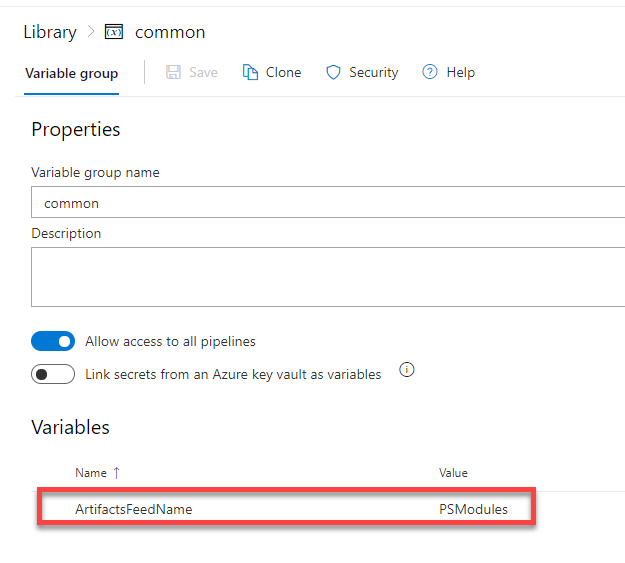 Library > (x) common
Variable group Save Clone Security ? Help
Properties
Variable group name
common
Description
Allow access to all pipelines
Link secrets from an Azure key vault as variables i
Variables
Name ↑ Value
ArtifactsFeedName PSModules